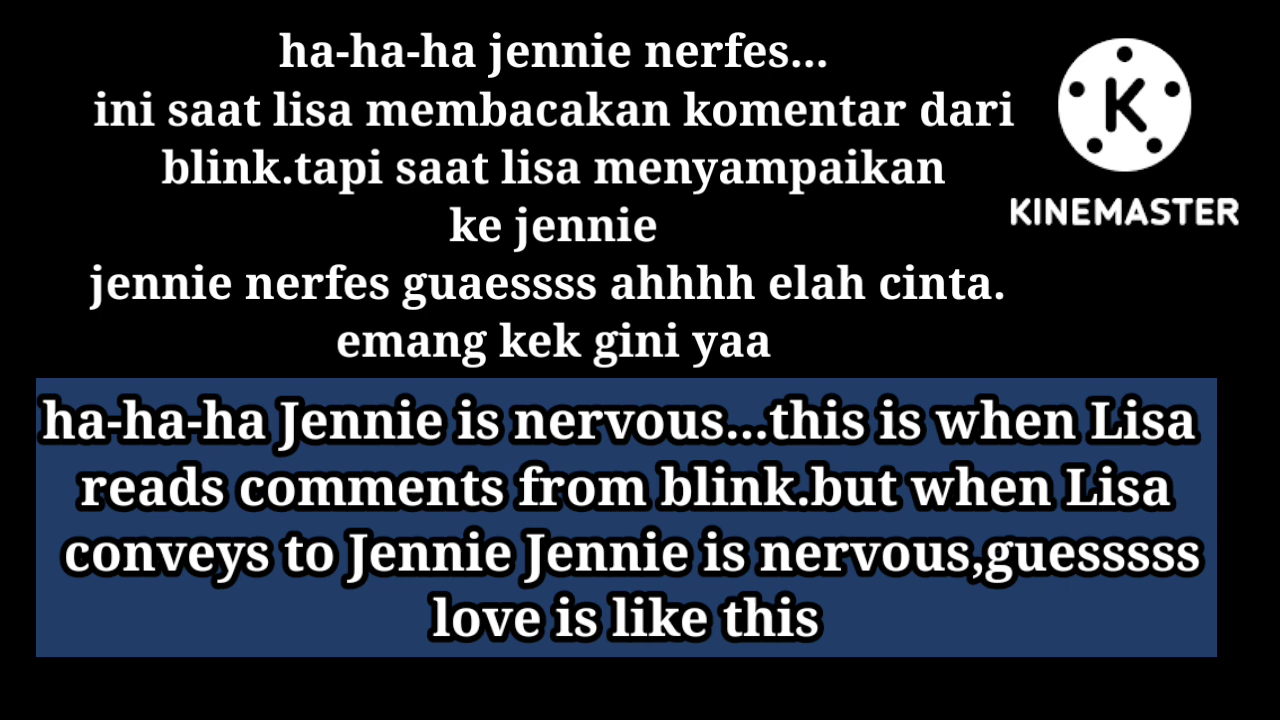 ha-ha-ha jennie nerfes...
ini saat lisa membacakan komentar dari
blink.tapi saat lisa menyampaikan
ke jennie
jennie nerfes guaessss ahhhh elah cinta.
emang kek gini yaa
K
KINEMASTER
ha-ha-ha Jennie is nervous...this is when Lisa
reads comments from blink.but when Lisa
conveys to Jennie Jennie is nervous,guesssss
love is like this